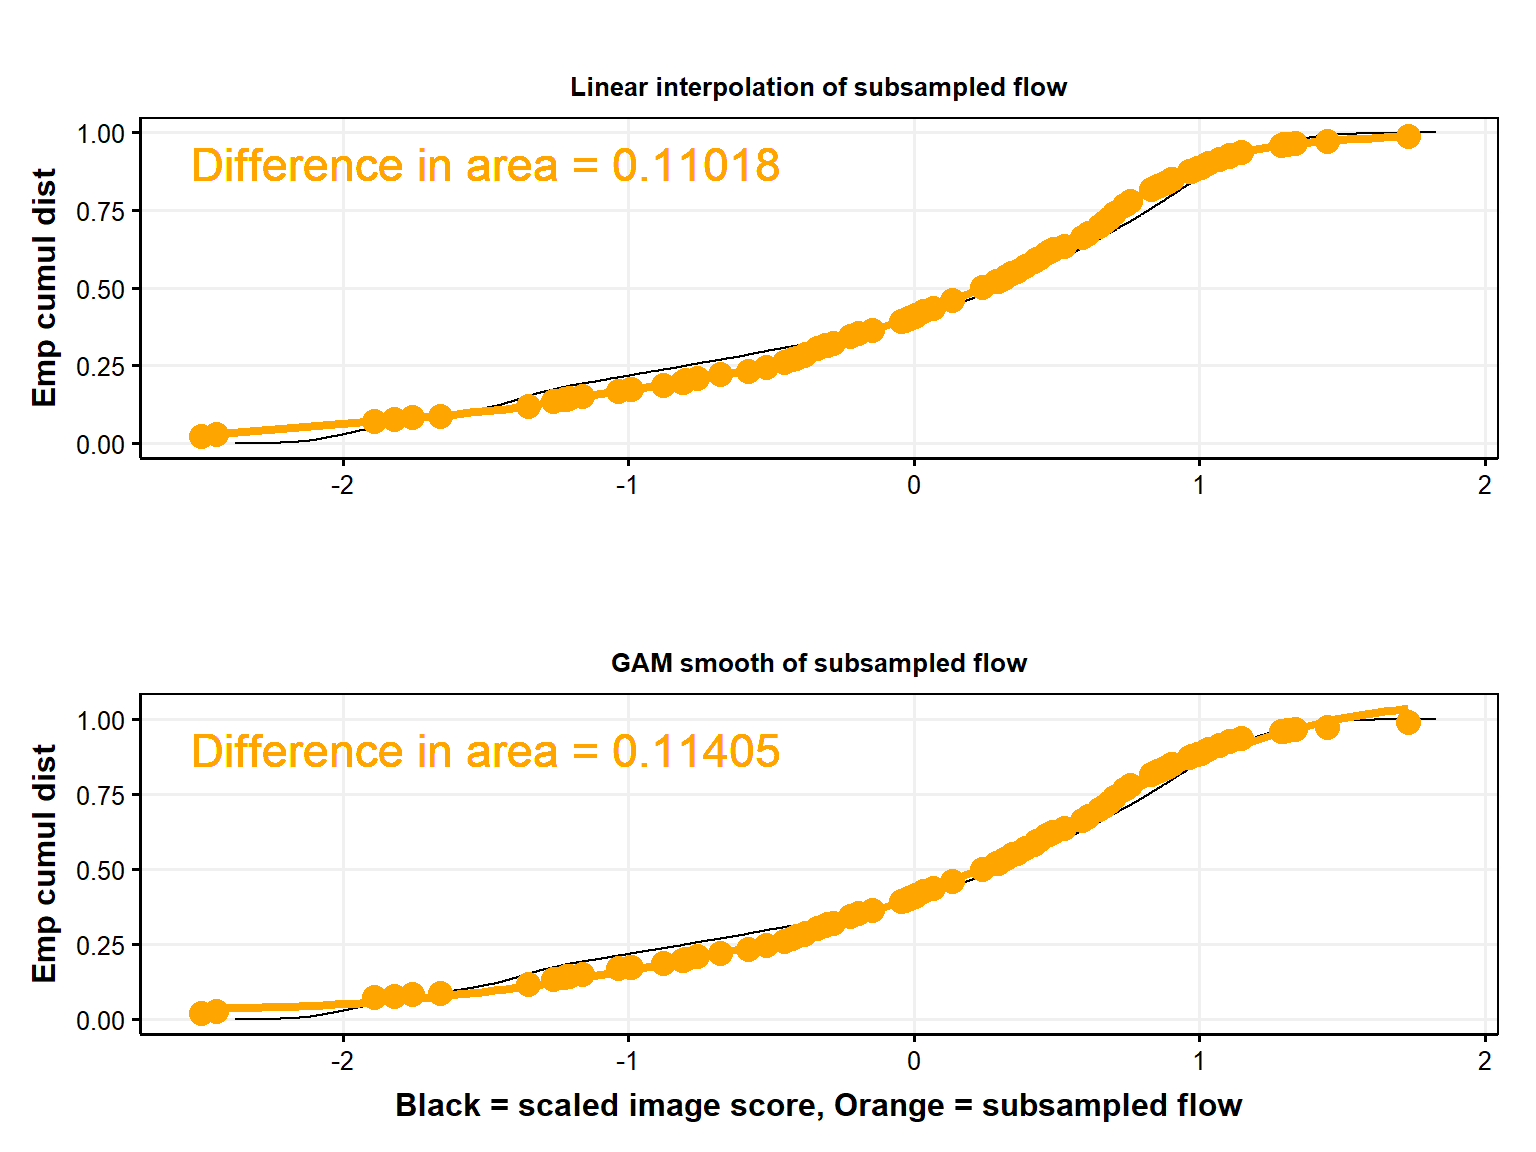 Linear interpolation of subsampled flow
Emp cumul dist
1.00
0.75
0.50
0.25
0.00
Difference in area = 0.11018
-2
-1
0
1
2
GAM smooth of subsampled flow
Emp cumul dist
1.00
0.75
0.50
0.25
0.00
Difference in area = 0.11405
-2
-1
0
1
2
Black = scaled image score, Orange = subsampled flow